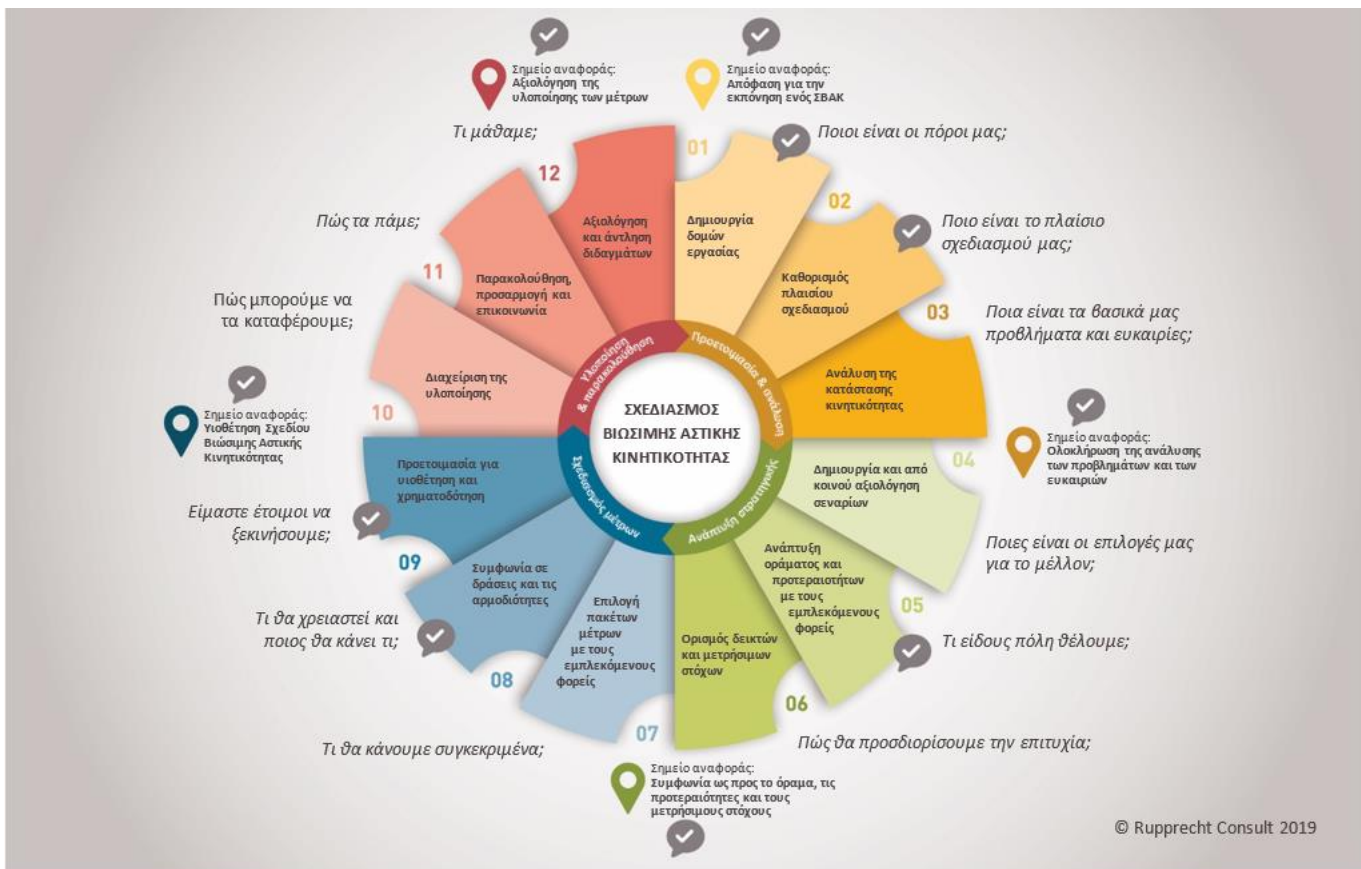 Σημείο αναφοράς:
Αξιολόγηση της
υλοποίησης των μέτρων
Σημείο αναφοράς:
Απόφαση για την
εκπόνηση ενός ΣΒΑΚ
Τι μάθαμε;
Ποιοι είναι οι πόροι μας;
12
Αξιολόγηση
και άντληση
διδαγμάτων
01
Δημιουργία
δομών
εργασίας
02
Καθορισμός
πλαισίου
σχεδιασμού
Ποιο είναι το πλαίσιο
σχεδιασμού μας;
Πώς τα πάμε;
11
Παρακολούθηση,
προσαρμογή και
επικοινωνία
03
Ανάλυση της
κατάστασης
κινητικότητας
Ποια είναι τα βασικά μας
προβλήματα και ευκαιρίες;
Πώς μπορούμε να
τα καταφέρουμε;
10
Διαχείριση της
υλοποίησης
Υλοποίηση
& παρακολούθηση
Προετοιμασία & ανάλυση
ΣΧΕΔΙΑΣΜΟΣ
ΒΙΩΣΙΜΗΣ ΑΣΤΙΚΗΣ
ΚΙΝΗΤΙΚΟΤΗΤΑΣ
Σχεδιασμός μέτρων
Ανάπτυξη στρατηγικής
Σημείο αναφοράς:
Υιοθέτηση Σχεδίου
Βιώσιμης Αστικής
Κινητικότητας
Σημείο αναφοράς:
Ολοκλήρωση της ανάλυσης
των προβλημάτων και των
ευκαιριών
Προετοιμασία για
υιοθέτηση και
χρηματοδότηση
04
Δημιουργία και από
κοινού αξιολόγηση
σεναρίων
Είμαστε έτοιμοι να
ξεκινήσουμε;
Ποιες είναι οι επιλογές μας
για το μέλλον;
09
Συμφωνία σε
δράσεις και τις
αρμοδιότητες
Επιλογή
πακέτων
μέτρων
με τους
εμπλεκόμενους
φορείς
Ορισμός δεικτών
και μετρήσιμων
στόχων
Ανάπτυξη
οράματος και
προτεραιοτήτων
με τους
εμπλεκόμενους
φορείς
05
Τι θα χρειαστεί και
ποιος θα κάνει τι;
Τι είδους πόλη θέλουμε;
08
07
06
Τι θα κάνουμε συγκεκριμένα;
Πώς θα προσδιορίσουμε την επιτυχία;
Σημείο αναφοράς:
Συμφωνία ως προς το όραμα, τις
προτεραιότητες και τους
μετρήσιμους στόχους
© Rupprecht Consult 2019